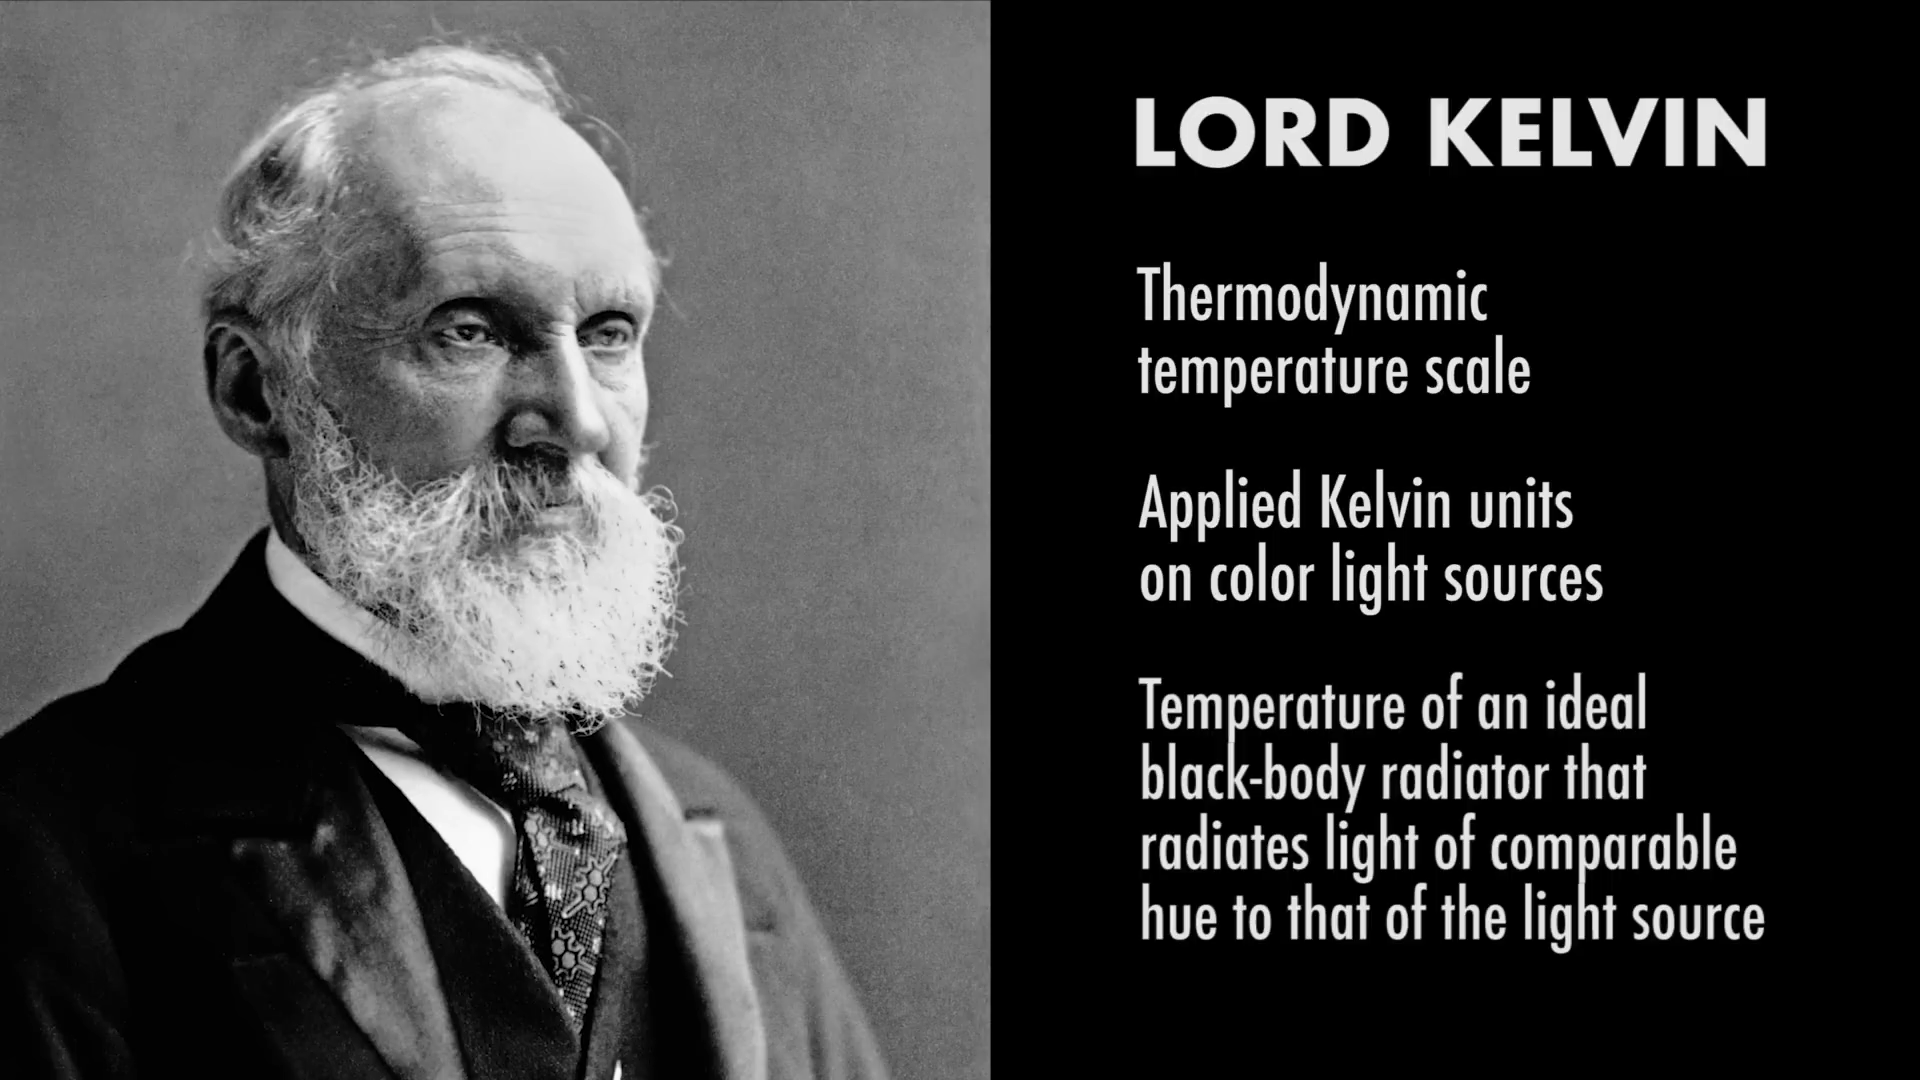 LORD KELVIN
Thermodynamic
temperature scale
Applied Kelvin units
on color light sources
Temperature of an ideal
black-body radiator that
radiates light of comparable
hue to that of the light source